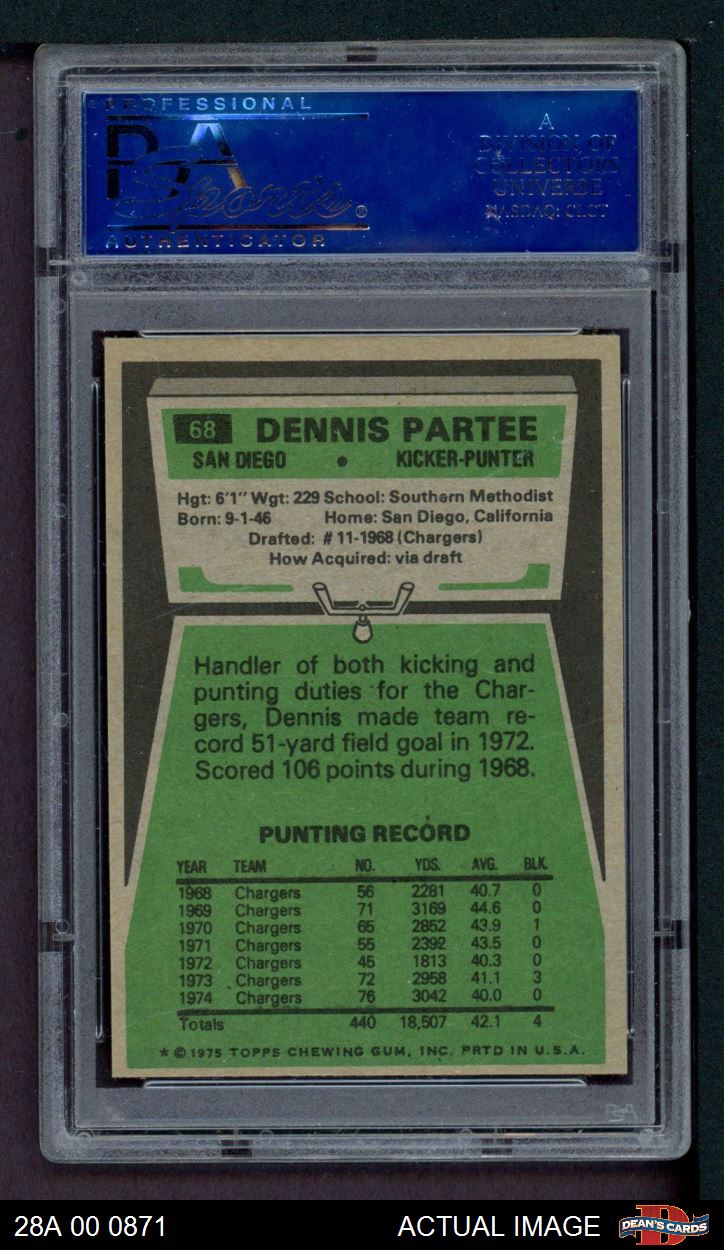 PROFESSIONAL
PSA
Sports®
AUTHENTICATOR
A
DIVISION OF
COLLECTORS
UNIVERSE
NASDAQ: CLCT
68 DENNIS PARTEE
SAN DIEGO • KICKER-PUNTER
Hgt: 6'1" Wgt: 229 School: Southern Methodist
Born: 9-1-46 Home: San Diego, California
Drafted: # 11-1968 (Chargers)
How Acquired: via draft
Handler of both kicking and
punting duties for the Char-
gers, Dennis made team re-
cord 51-yard field goal in 1972.
Scored 106 points during 1968.
PUNTING RECORD
YEAR TEAM NO. YDS. AVG. BLK.
1968 Chargers 56 2281 40.7 0
1969 Chargers 71 3169 44.6 0
1970 Chargers 65 2852 43.9 1
1971 Chargers 55 2392 43.5 0
1972 Chargers 45 1813 40.3 0
1973 Chargers 72 2958 41.1 3
1974 Chargers 76 3042 40.0 0
Totals 440 18,507 42.1 4
★ © 1975 TOPPS CHEWING GUM, INC. PRTD IN U.S.A.
PSA
28A 00 0871 ACTUAL IMAGE DEAN'S CARDS